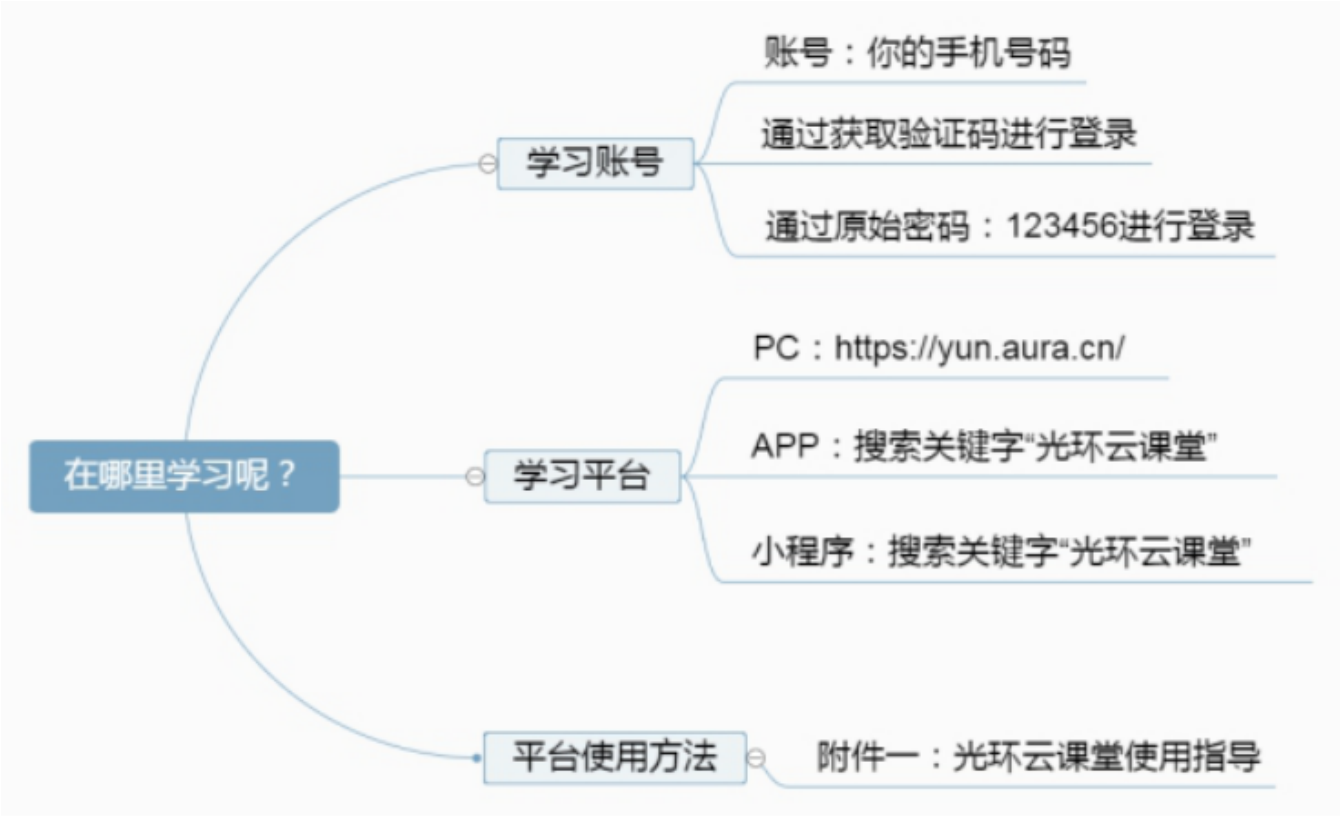 在哪里学习呢？
学习账号
账号：你的手机号码
通过获取验证码进行登录
通过原始密码：123456进行登录
学习平台
PC：https://yun.aura.cn/
APP：搜索关键字“光环云课堂”
小程序：搜索关键字“光环云课堂”
平台使用方法
附件一：光环云课堂使用指导